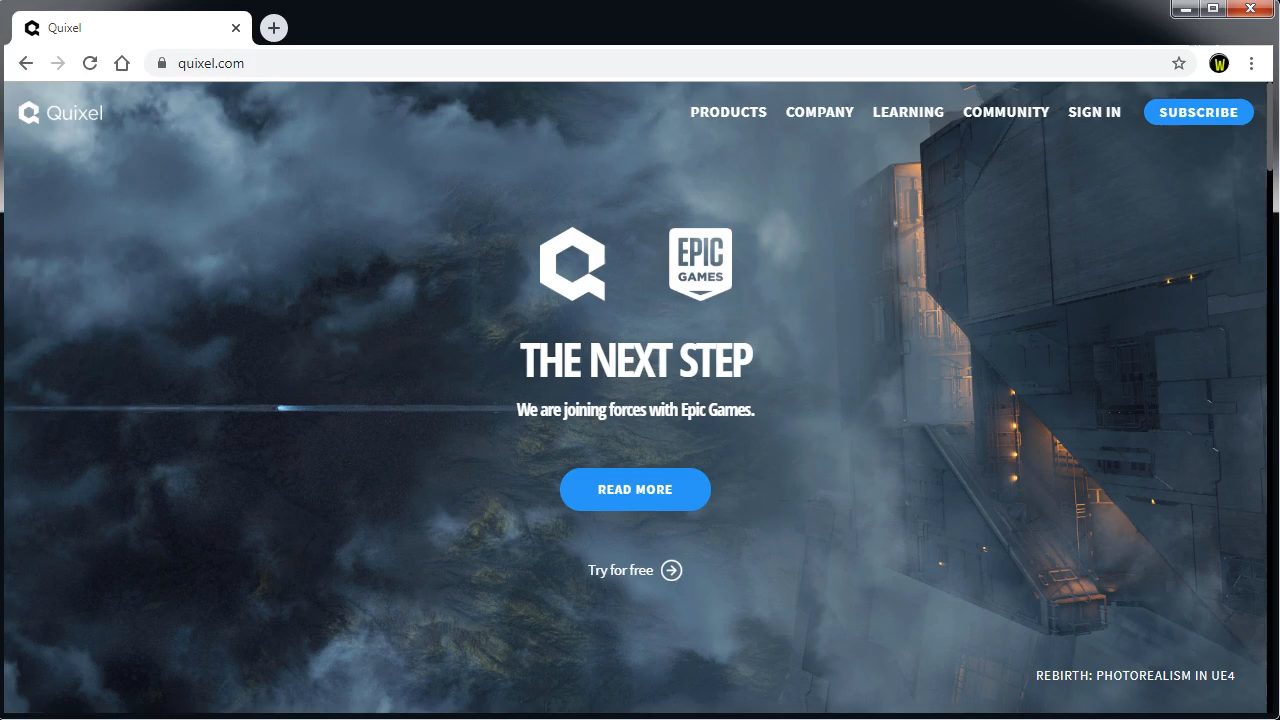 Quixel
quixel.com
W
Quixel
PRODUCTS COMPANY LEARNING COMMUNITY SIGN IN SUBSCRIBE
EPIC
GAMES
THE NEXT STEP
We are joining forces with Epic Games.
READ MORE
Try for free
REBIRTH: PHOTOREALISM IN UE4